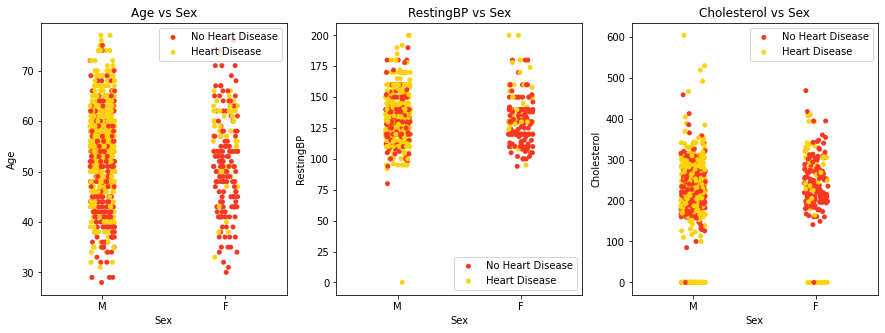 Age vs Sex
No Heart Disease
Heart Disease
70
60
50
40
30
Age
M
F
Sex
RestingBP vs Sex
200
175
150
125
100
75
50
25
0
RestingBP
No Heart Disease
Heart Disease
M
F
Sex
Cholesterol vs Sex
No Heart Disease
Heart Disease
600
500
400
300
200
100
0
Cholesterol
M
F
Sex